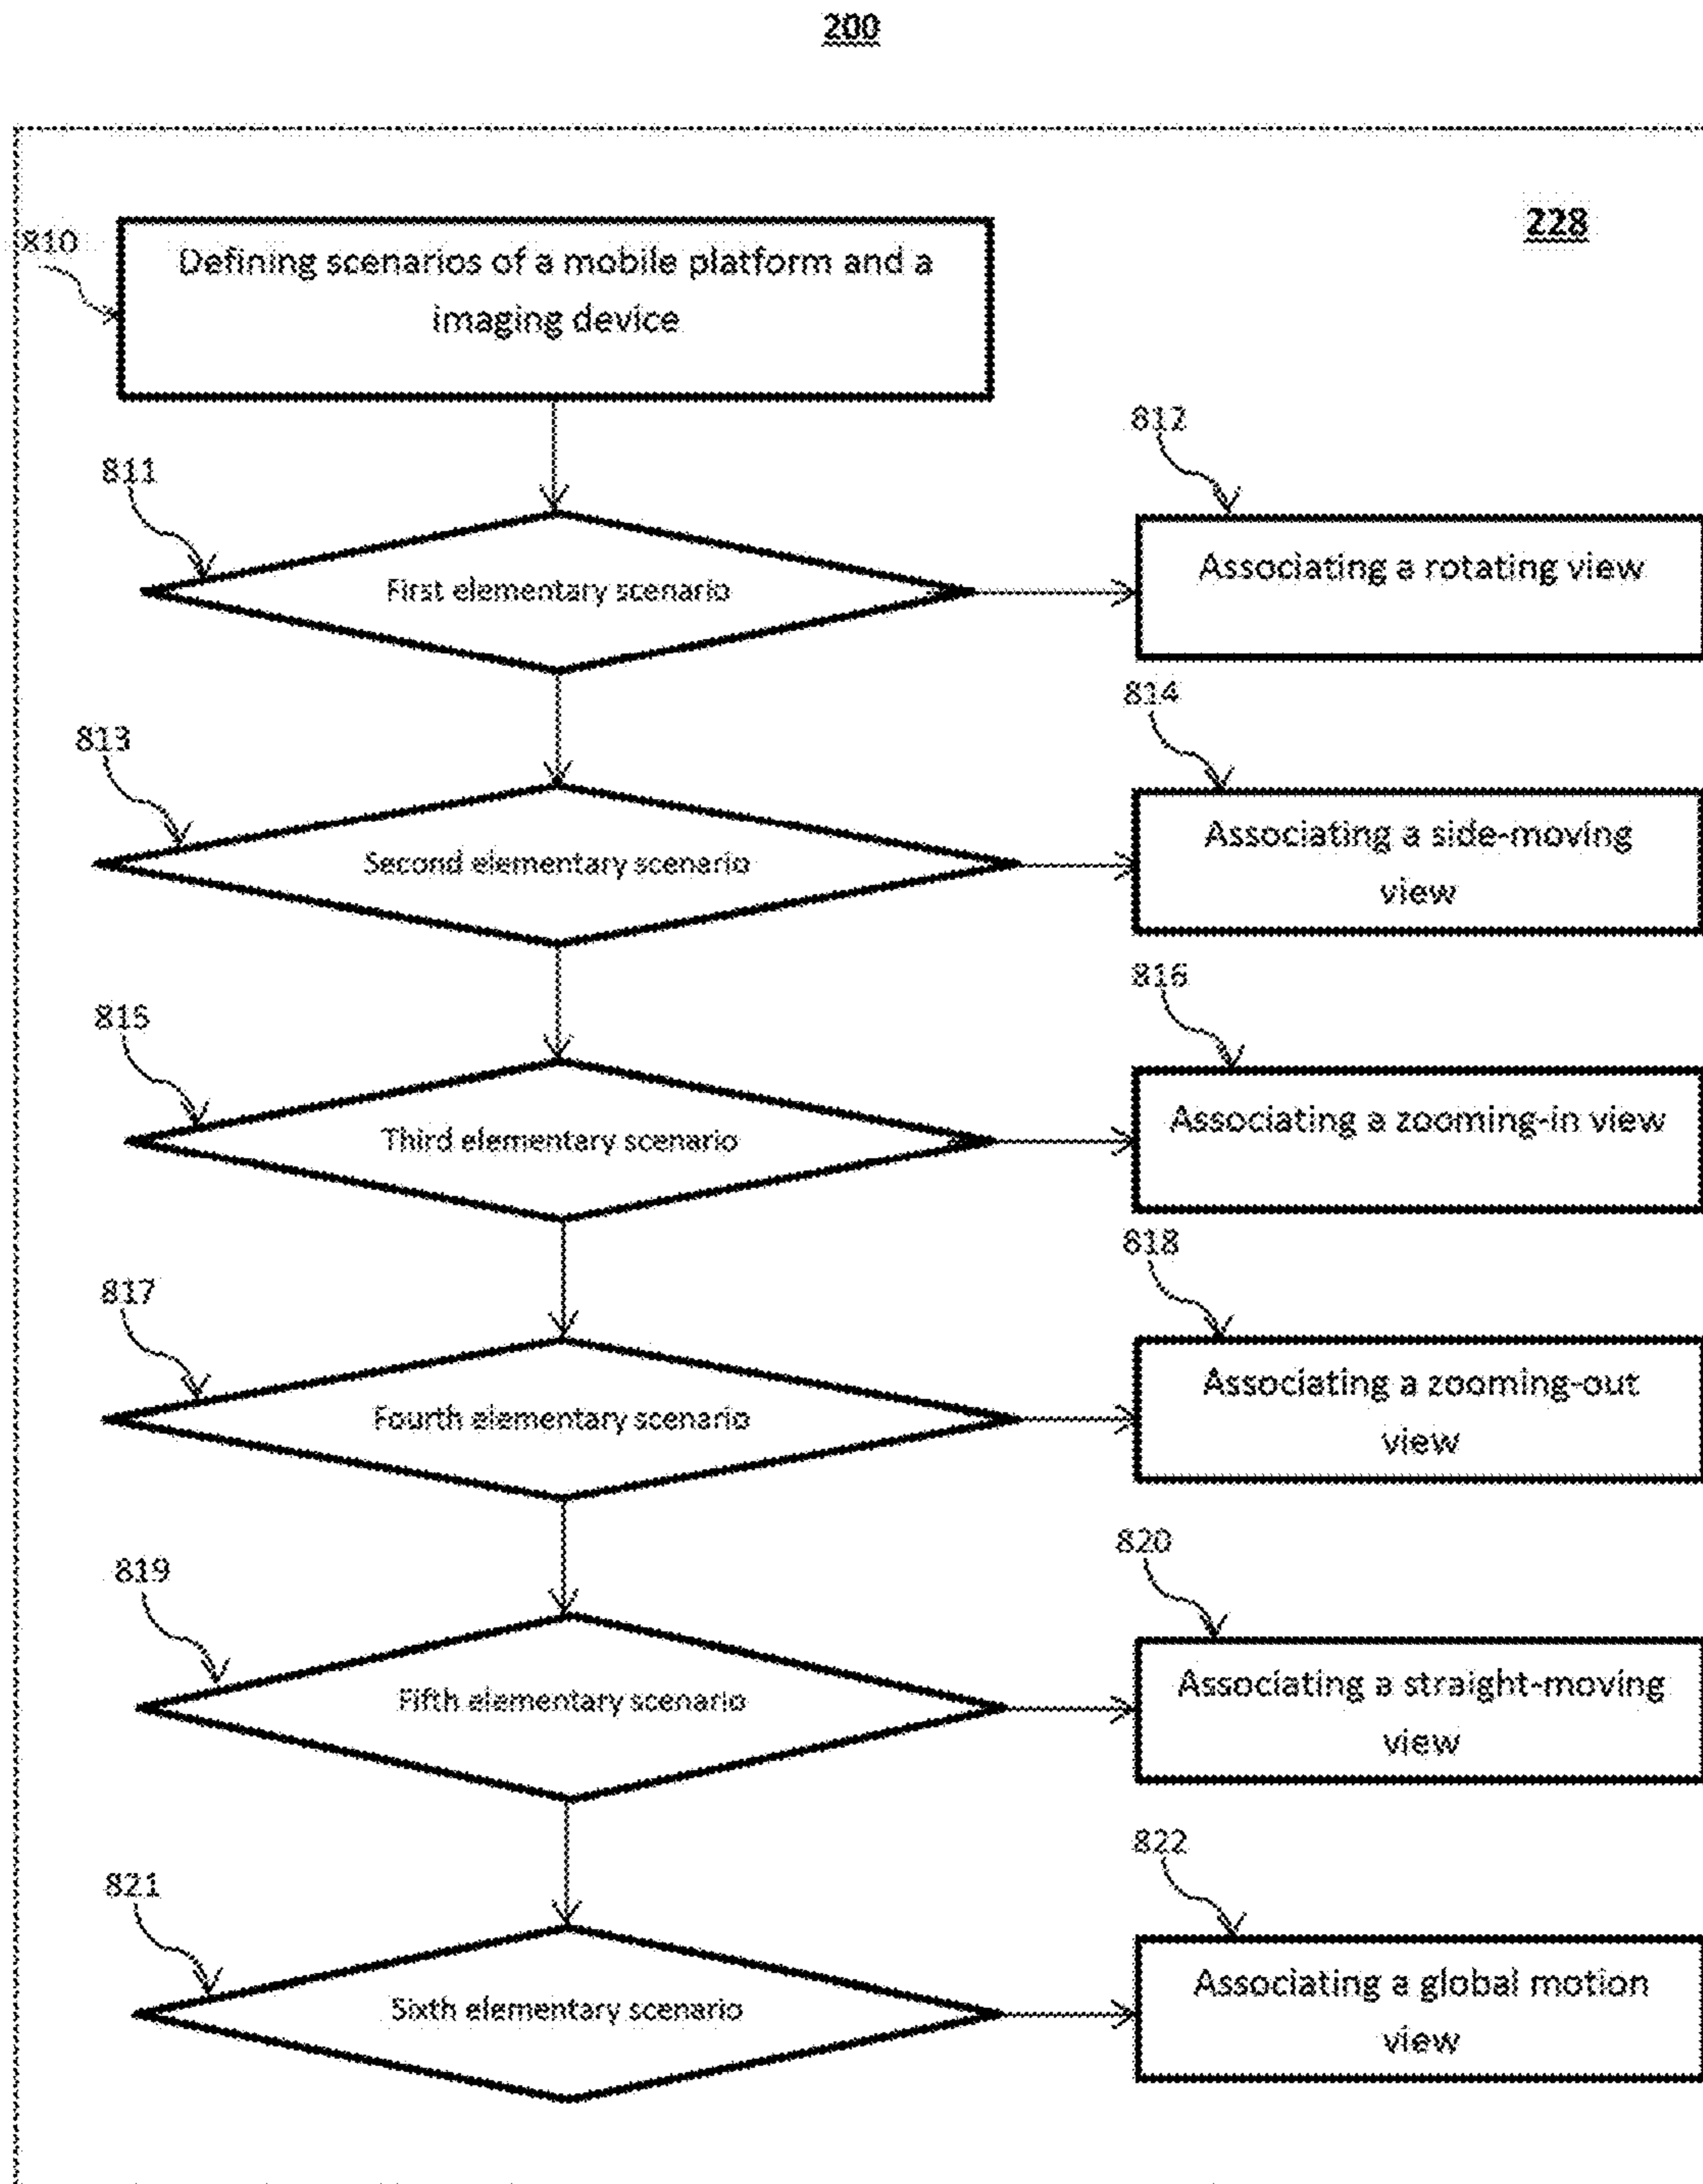 200
228
810
Defining scenarios of a mobile platform and a
imaging device
812
811
First elementary scenario
Associating a rotating view
814
813
Second elementary scenario
Associating a side-moving
view
816
815
Third elementary scenario
Associating a zooming-in view
818
817
Fourth elementary scenario
Associating a zooming-out
view
820
819
Fifth elementary scenario
Associating a straight-moving
view
822
821
Sixth elementary scenario
Associating a global motion
view